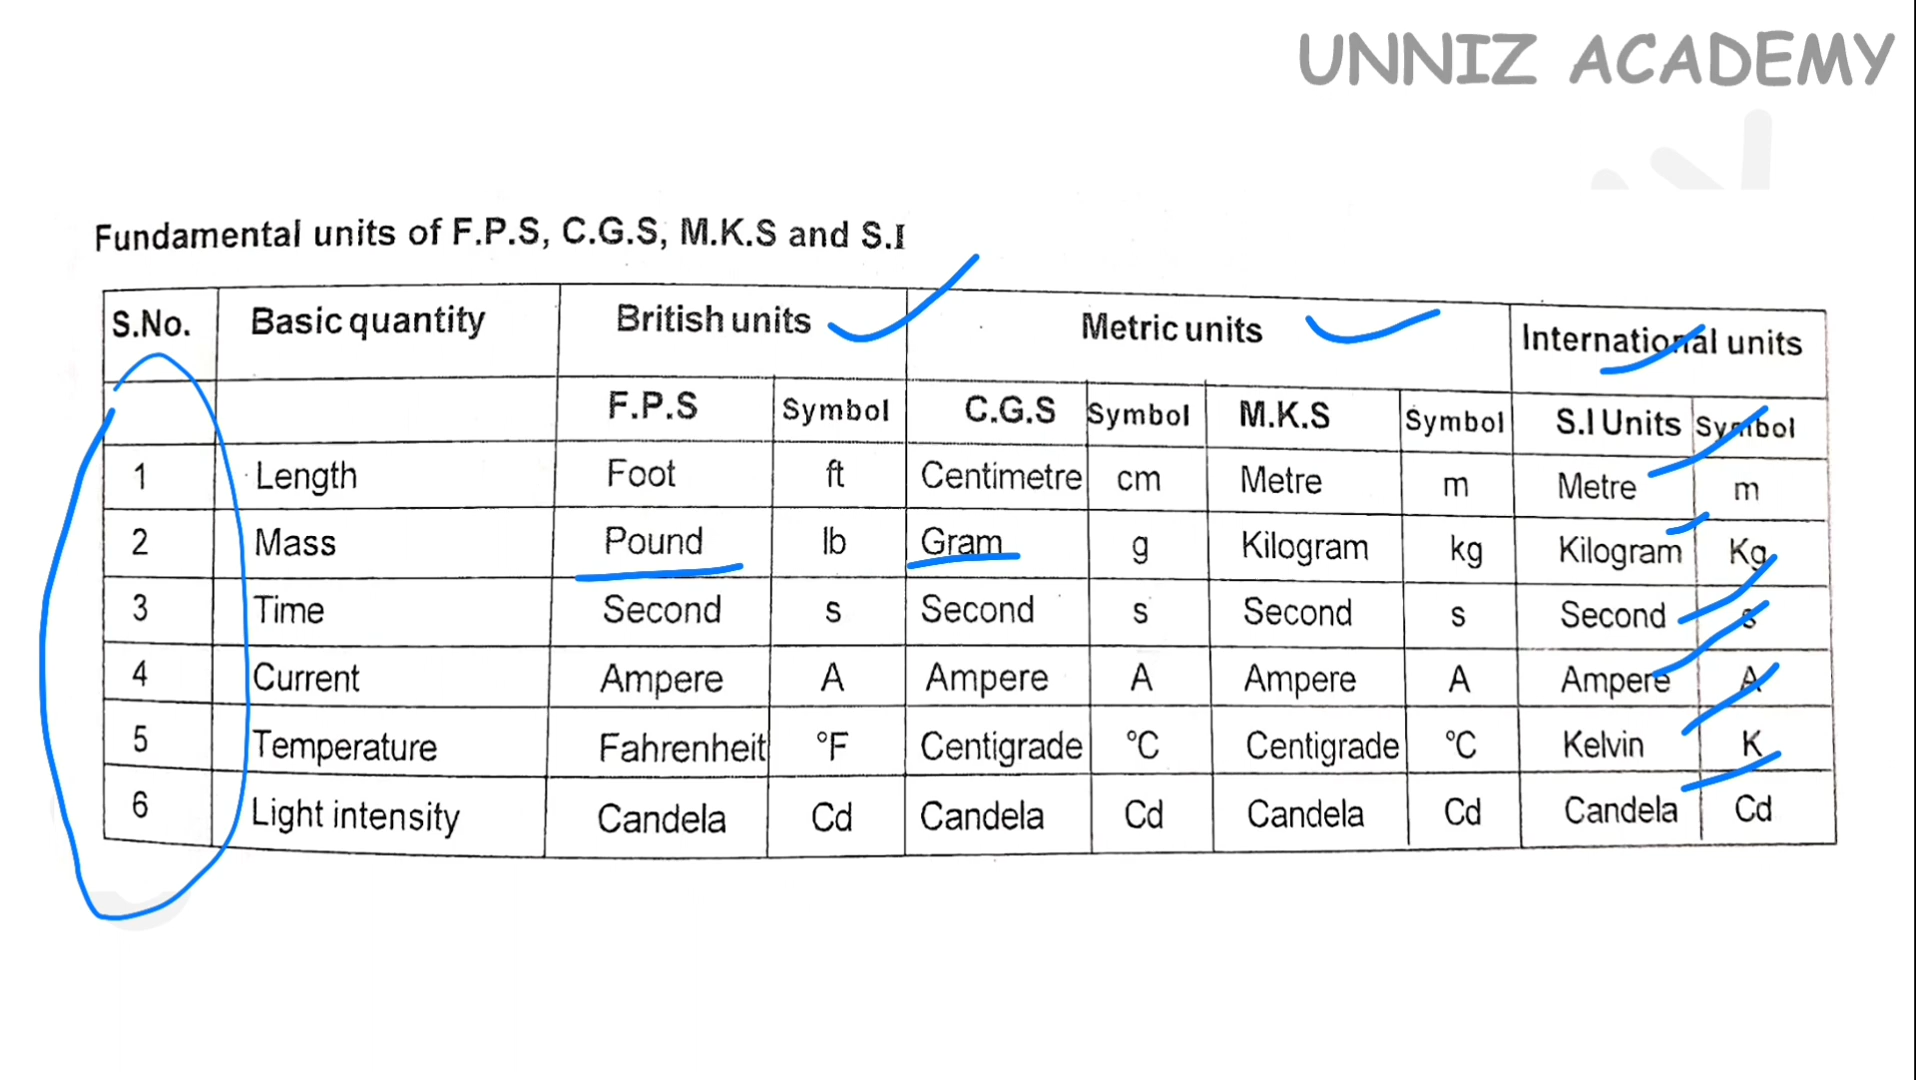 UNNIZ ACADEMY
Fundamental units of F.P.S, C.G.S, M.K.S and S.I
S.No. Basic quantity British units Metric units International units
F.P.S Symbol C.G.S Symbol M.K.S Symbol S.I Units Symbol
1 Length Foot ft Centimetre cm Metre m Metre m
2 Mass Pound lb Gram g Kilogram kg Kilogram Kg
3 Time Second s Second s Second s Second s
4 Current Ampere A Ampere A Ampere A Ampere A
5 Temperature Fahrenheit °F Centigrade °C Centigrade °C Kelvin K
6 Light intensity Candela Cd Candela Cd Candela Cd Candela Cd